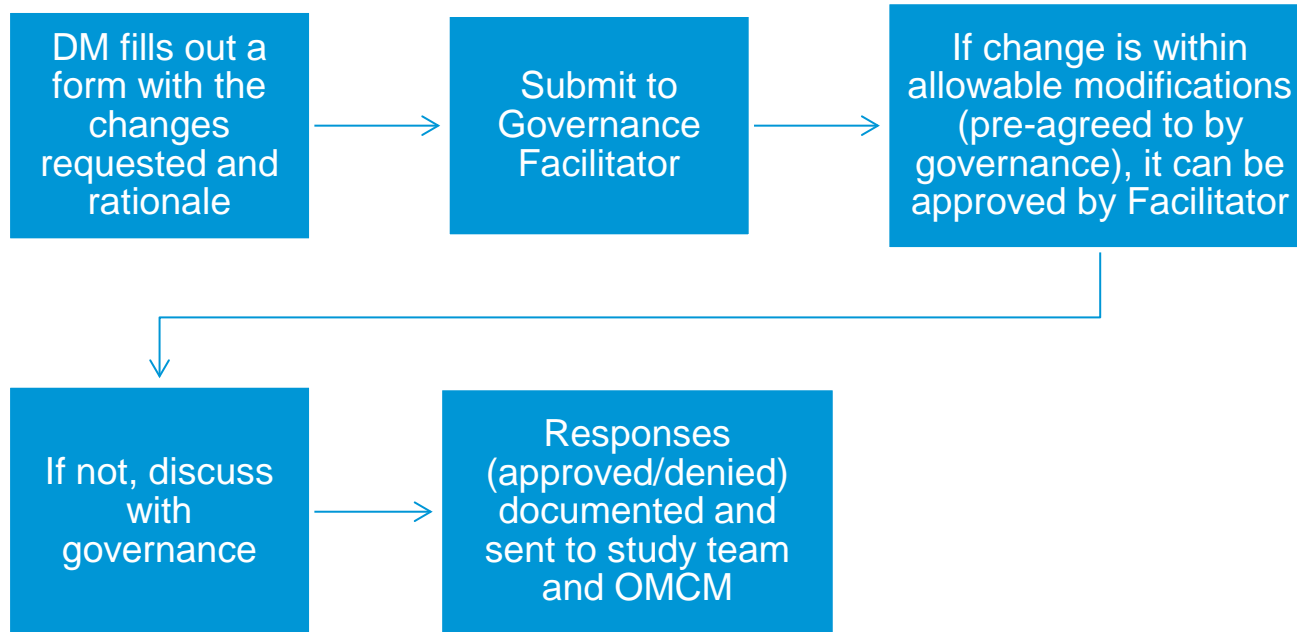 DM fills out a
form with the
changes
requested and
rationale
Submit to
Governance
Facilitator
If change is within
allowable modifications
(pre-agreed to by
governance), it can be
approved by Facilitator
If not, discuss
with
governance
Responses
(approved/denied)
documented and
sent to study team
and OMCM